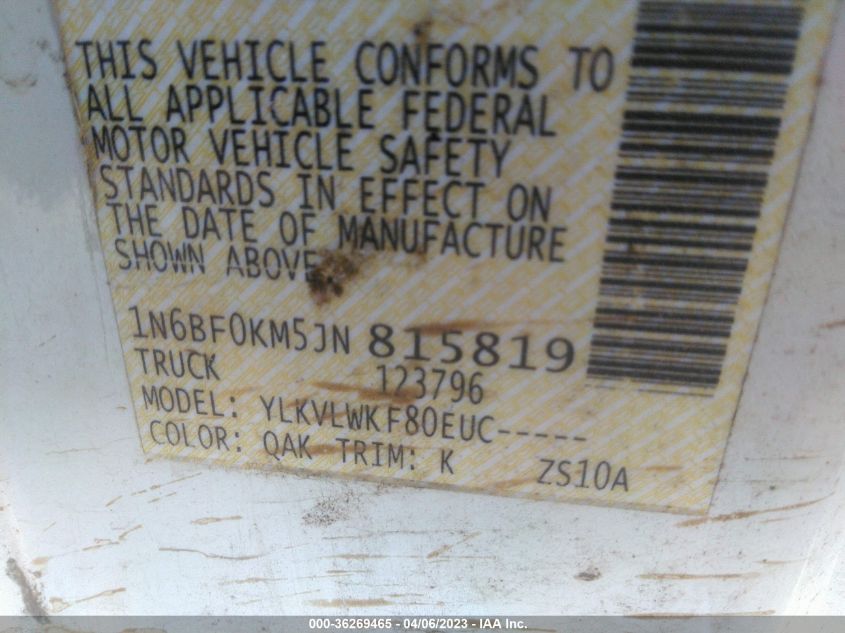 THIS VEHICLE CONFORMS TO
ALL APPLICABLE FEDERAL
MOTOR VEHICLE SAFETY
STANDARDS IN EFFECT ON
THE DATE OF MANUFACTURE
SHOWN ABOVE
1N6BF0KM5JN 815819
TRUCK 123796
MODEL: YLKVLWKF80EUC-----
COLOR: QAK TRIM: K ZS10A
000-36269465 - 04/06/2023 - IAA Inc.